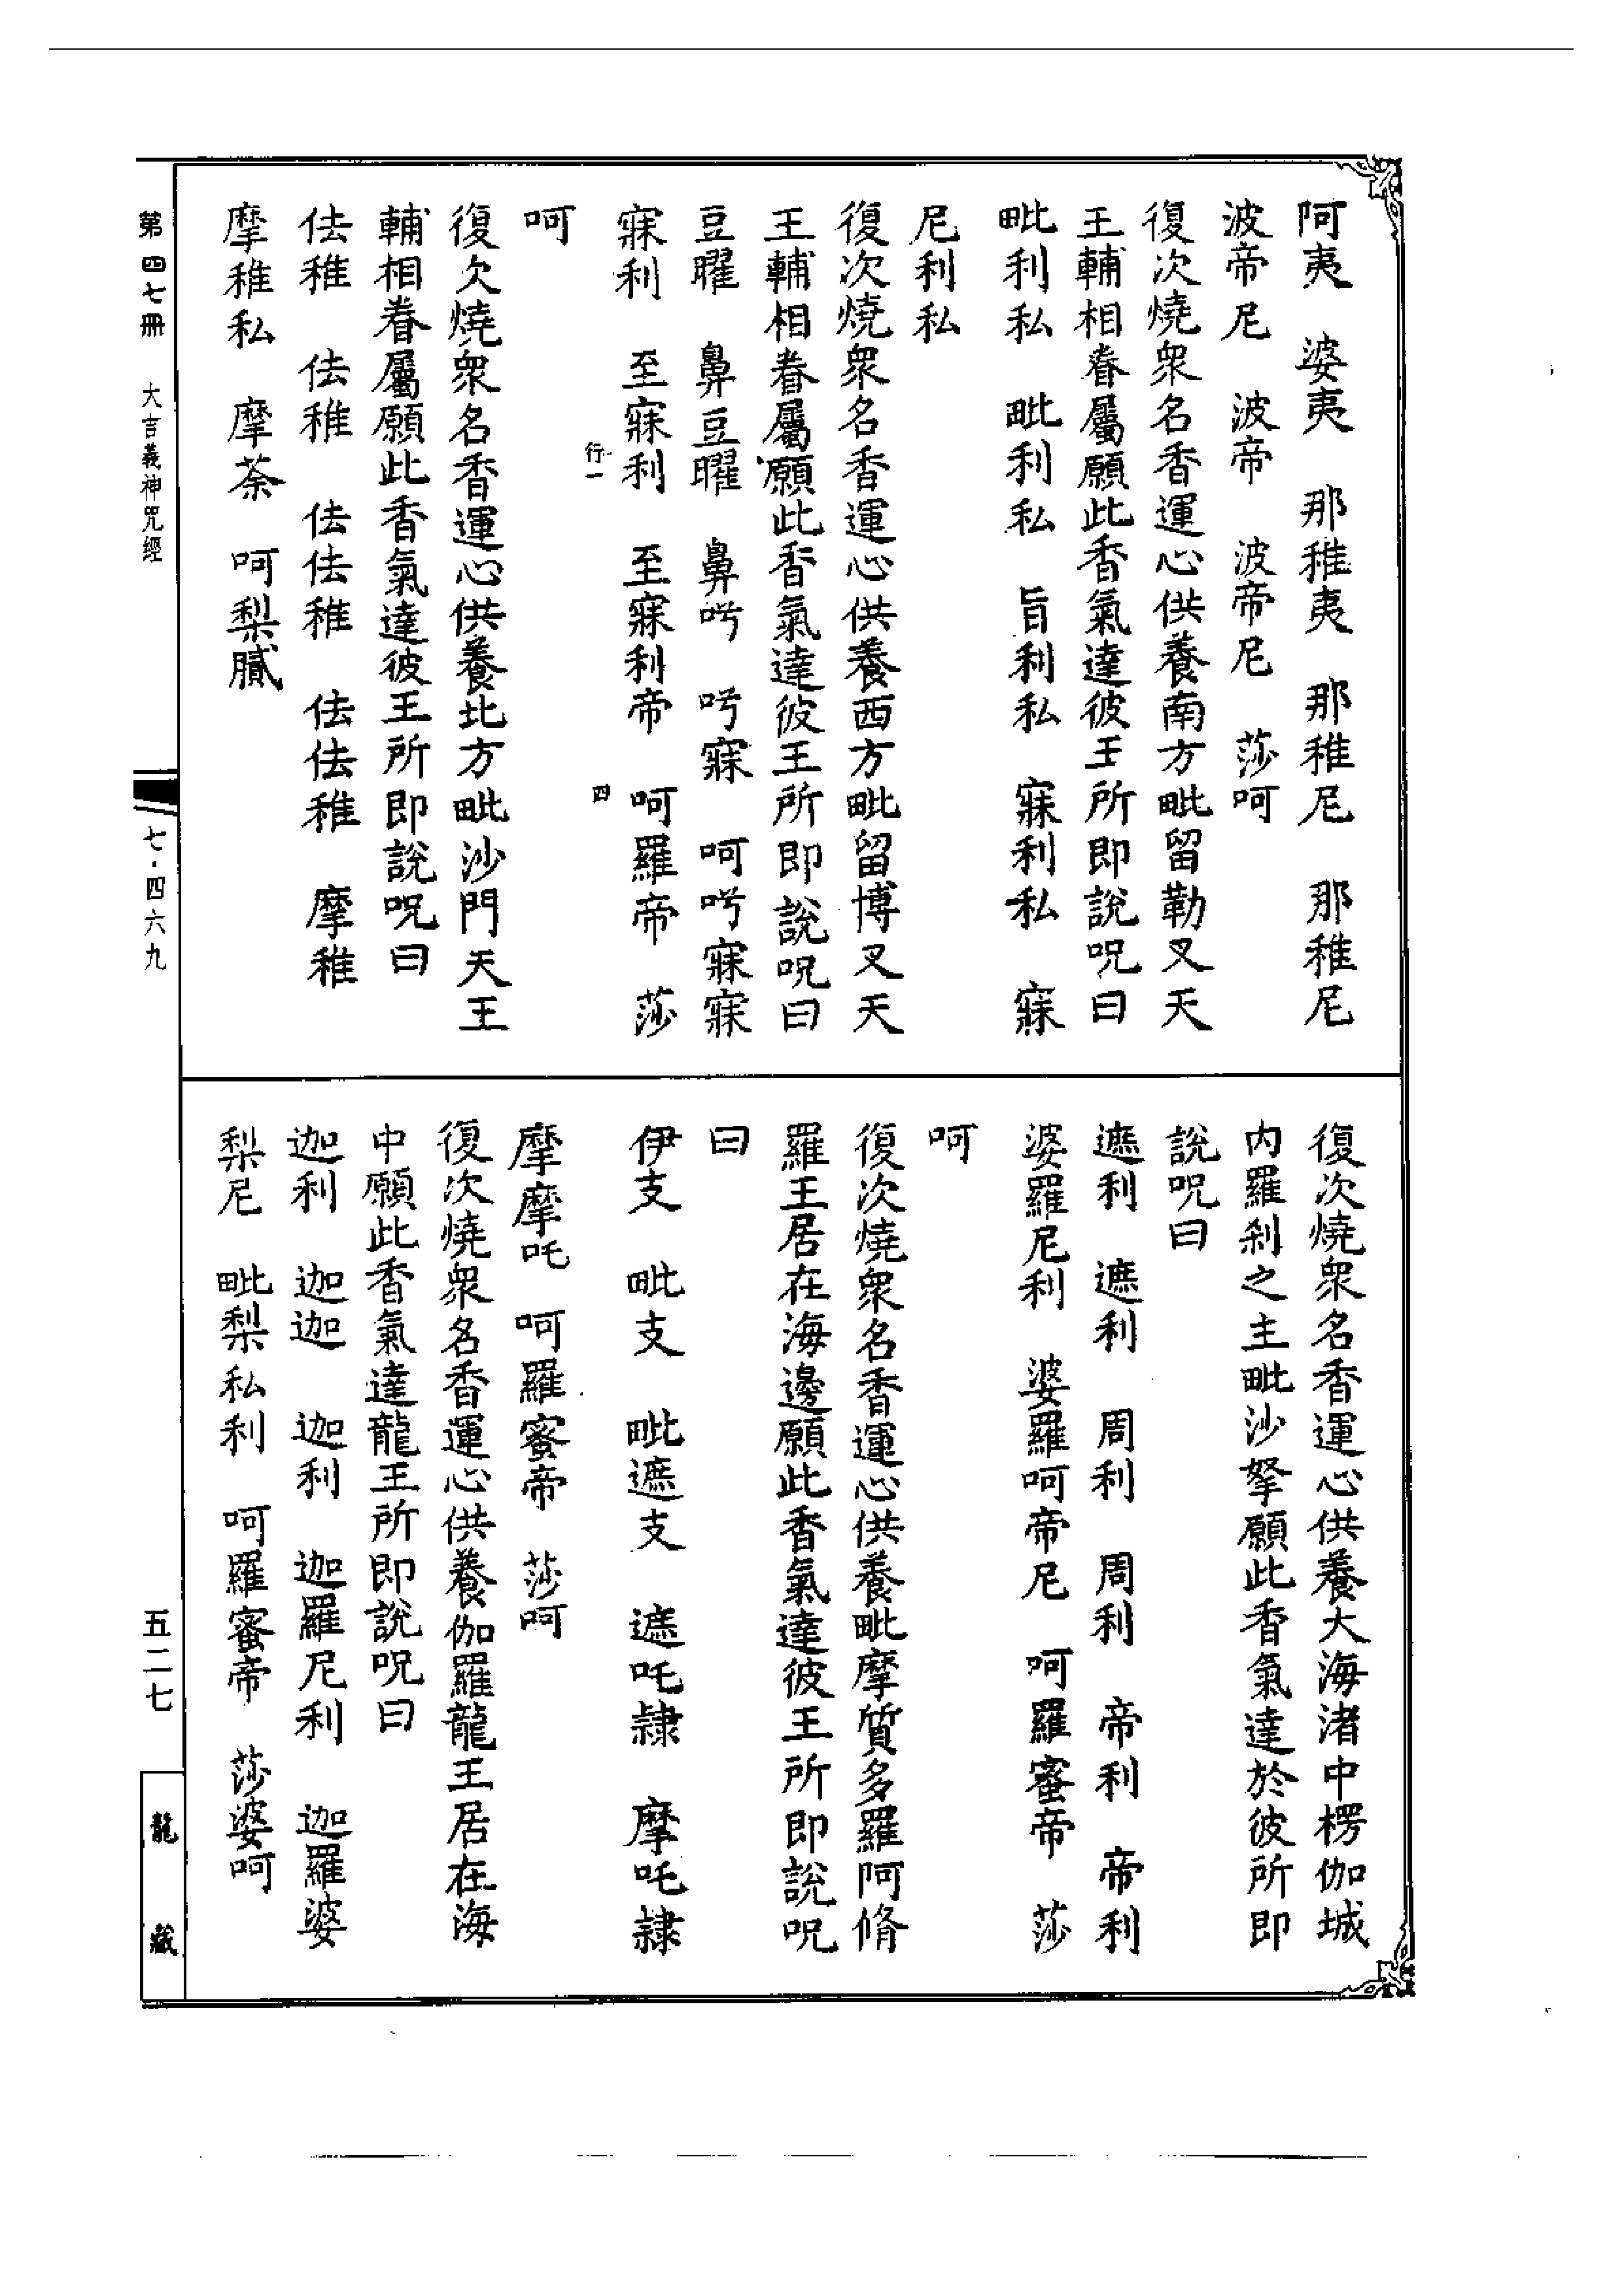 阿夷　婆夷　那稚夷　那稚尼　那稚尼
波帝尼　波帝　波帝尼　莎呵
復次燒衆名香運心供養南方毗留勒叉天
王輔相眷屬願此香氣達彼王所即說呪曰
毗利私　毗利私　旨利私　寐利私　寐
尼利私
復次燒衆名香運心供養西方毗留博叉天
王輔相眷屬願此香氣達彼王所即說呪曰
豆曜　鼻豆曜　鼻呺　呺寐　呵呺寐寐
寐利　至寐利　至寐利帝　呵羅帝　莎
行一　四
呵
復欠燒衆名香運心供養北方毗沙門天王
輔相眷屬願此香氣達彼王所即說呪曰
佉稚　佉稚　佉佉稚　佉佉稚　摩稚
摩稚私　摩荼　呵梨膩
復次燒衆名香運心供養大海渚中楞伽城
内羅刹之主毗沙拏願此香氣達於彼所即
說呪曰
遮利　遮利　周利　周利　帝利　帝利
婆羅尼利　婆羅呵帝尼　呵羅蜜帝　莎
呵
復次燒衆名香運心供養毗摩質多羅阿脩
羅王居在海邊願此香氣達彼王所即說呪
曰
伊支　毗支　毗遮支　遮吒隸　摩吒隸
摩摩吒　呵羅蜜帝　莎呵
復次燒衆名香運心供養伽羅龍王居在海
中願此香氣達龍王所即說呪曰
迦利　迦迦　迦利　迦羅尼利　迦羅婆
梨尼　毗梨私利　呵羅蜜帝　莎婆呵
第四七冊　大吉義神咒經
七·四六九
五二七
龍藏